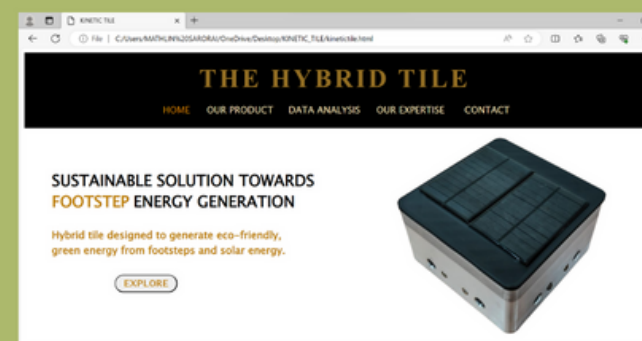 KINETIC TILE
File | C:/Users/MATHLIN%20SARORAI/OneDrive/Desktop/KINETIC_TILE/kinetictile.html
THE HYBRID TILE
HOME OUR PRODUCT DATA ANALYSIS OUR EXPERTISE CONTACT
SUSTAINABLE SOLUTION TOWARDS
FOOTSTEP ENERGY GENERATION
Hybrid tile designed to generate eco-friendly,
green energy from footsteps and solar energy.
EXPLORE